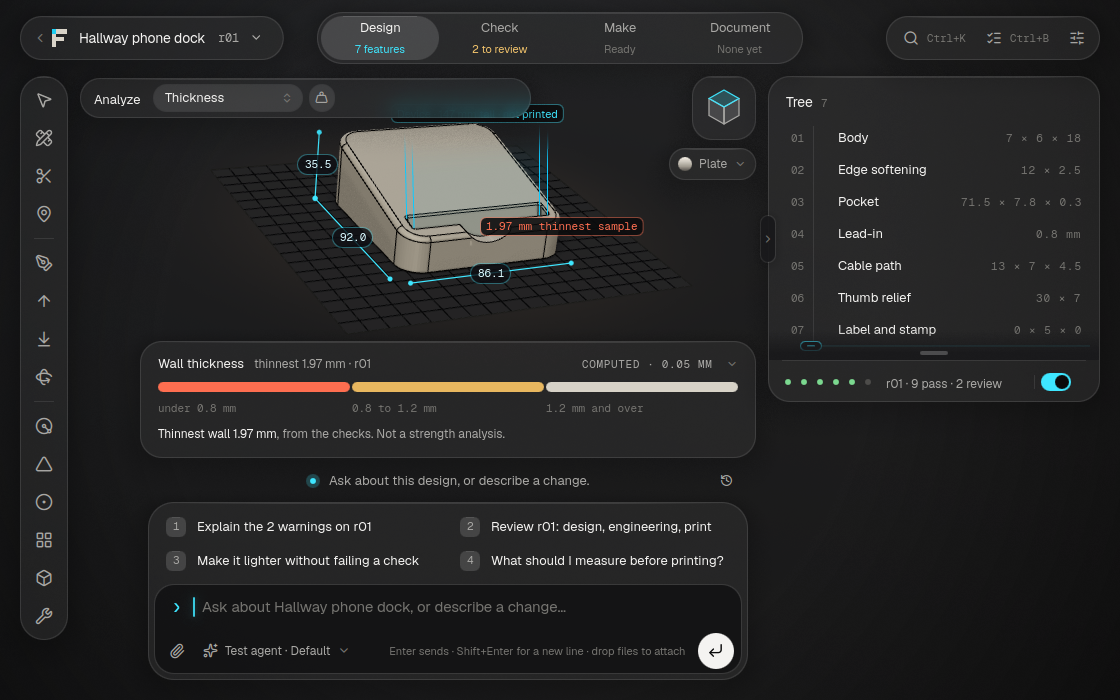 Hallway phone dock r01
Design
7 features
Check
2 to review
Make
Ready
Document
None yet
Ctrl+K
Ctrl+B
Analyze
Thickness
printed
35.5
92.0
86.1
1.97 mm thinnest sample
Plate
Tree 7
01 Body 7 × 6 × 18
02 Edge softening 12 × 2.5
03 Pocket 71.5 × 7.8 × 0.3
04 Lead-in 0.8 mm
05 Cable path 13 × 7 × 4.5
06 Thumb relief 30 × 7
07 Label and stamp 0 × 5 × 0
r01 · 9 pass · 2 review
Wall thickness thinnest 1.97 mm · r01 COMPUTED · 0.05 MM
under 0.8 mm 0.8 to 1.2 mm 1.2 mm and over
Thinnest wall 1.97 mm, from the checks. Not a strength analysis.
Ask about this design, or describe a change.
1 Explain the 2 warnings on r01
2 Review r01: design, engineering, print
3 Make it lighter without failing a check
4 What should I measure before printing?
Ask about Hallway phone dock, or describe a change...
Test agent · Default
Enter sends · Shift+Enter for a new line · drop files to attach